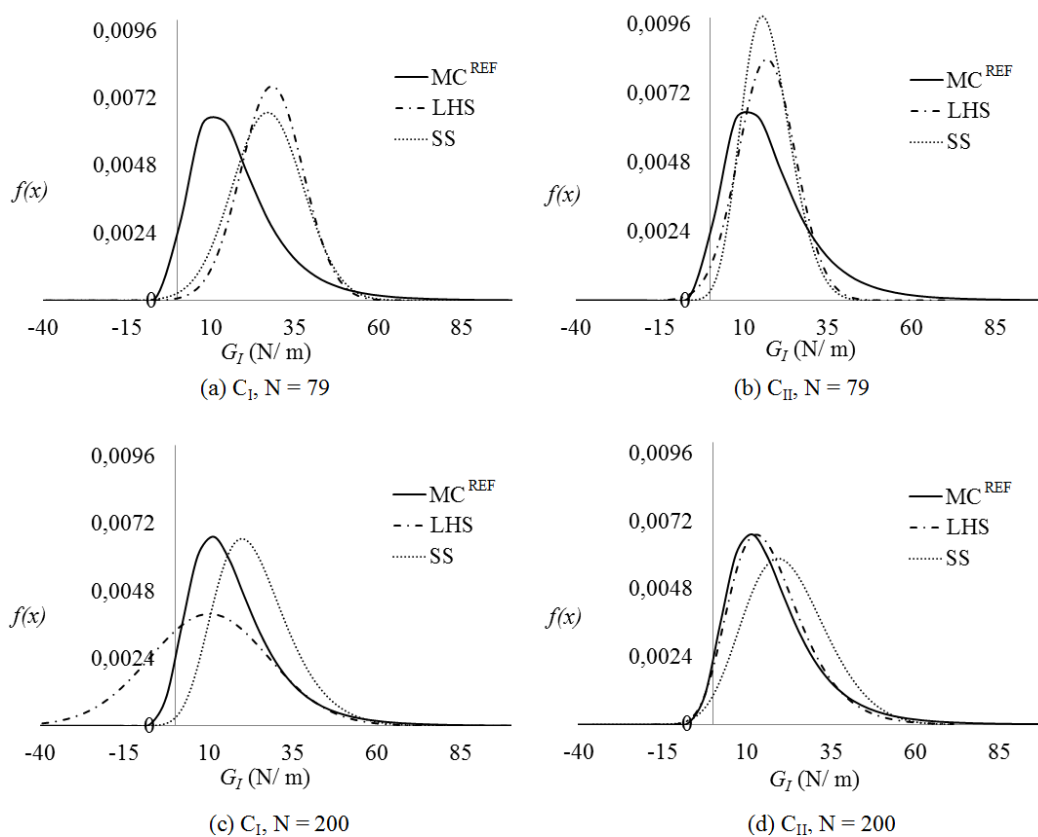 0,0096
0,0072
0,0048
0,0024
0
f(x)
MC^REF
LHS
SS
-40 -15 10 35 60 85
G_I (N/ m)
(a) C_I, N = 79
0,0096
0,0072
0,0048
0,0024
0
f(x)
MC^REF
LHS
SS
-40 -15 10 35 60 85
G_I (N/ m)
(b) C_II, N = 79
0,0096
0,0072
0,0048
0,0024
0
f(x)
MC^REF
LHS
SS
-40 -15 10 35 60 85
G_I (N/ m)
(c) C_I, N = 200
0,0096
0,0072
0,0048
0,0024
0
f(x)
MC^REF
LHS
SS
-40 -15 10 35 60 85
G_I (N/ m)
(d) C_II, N = 200